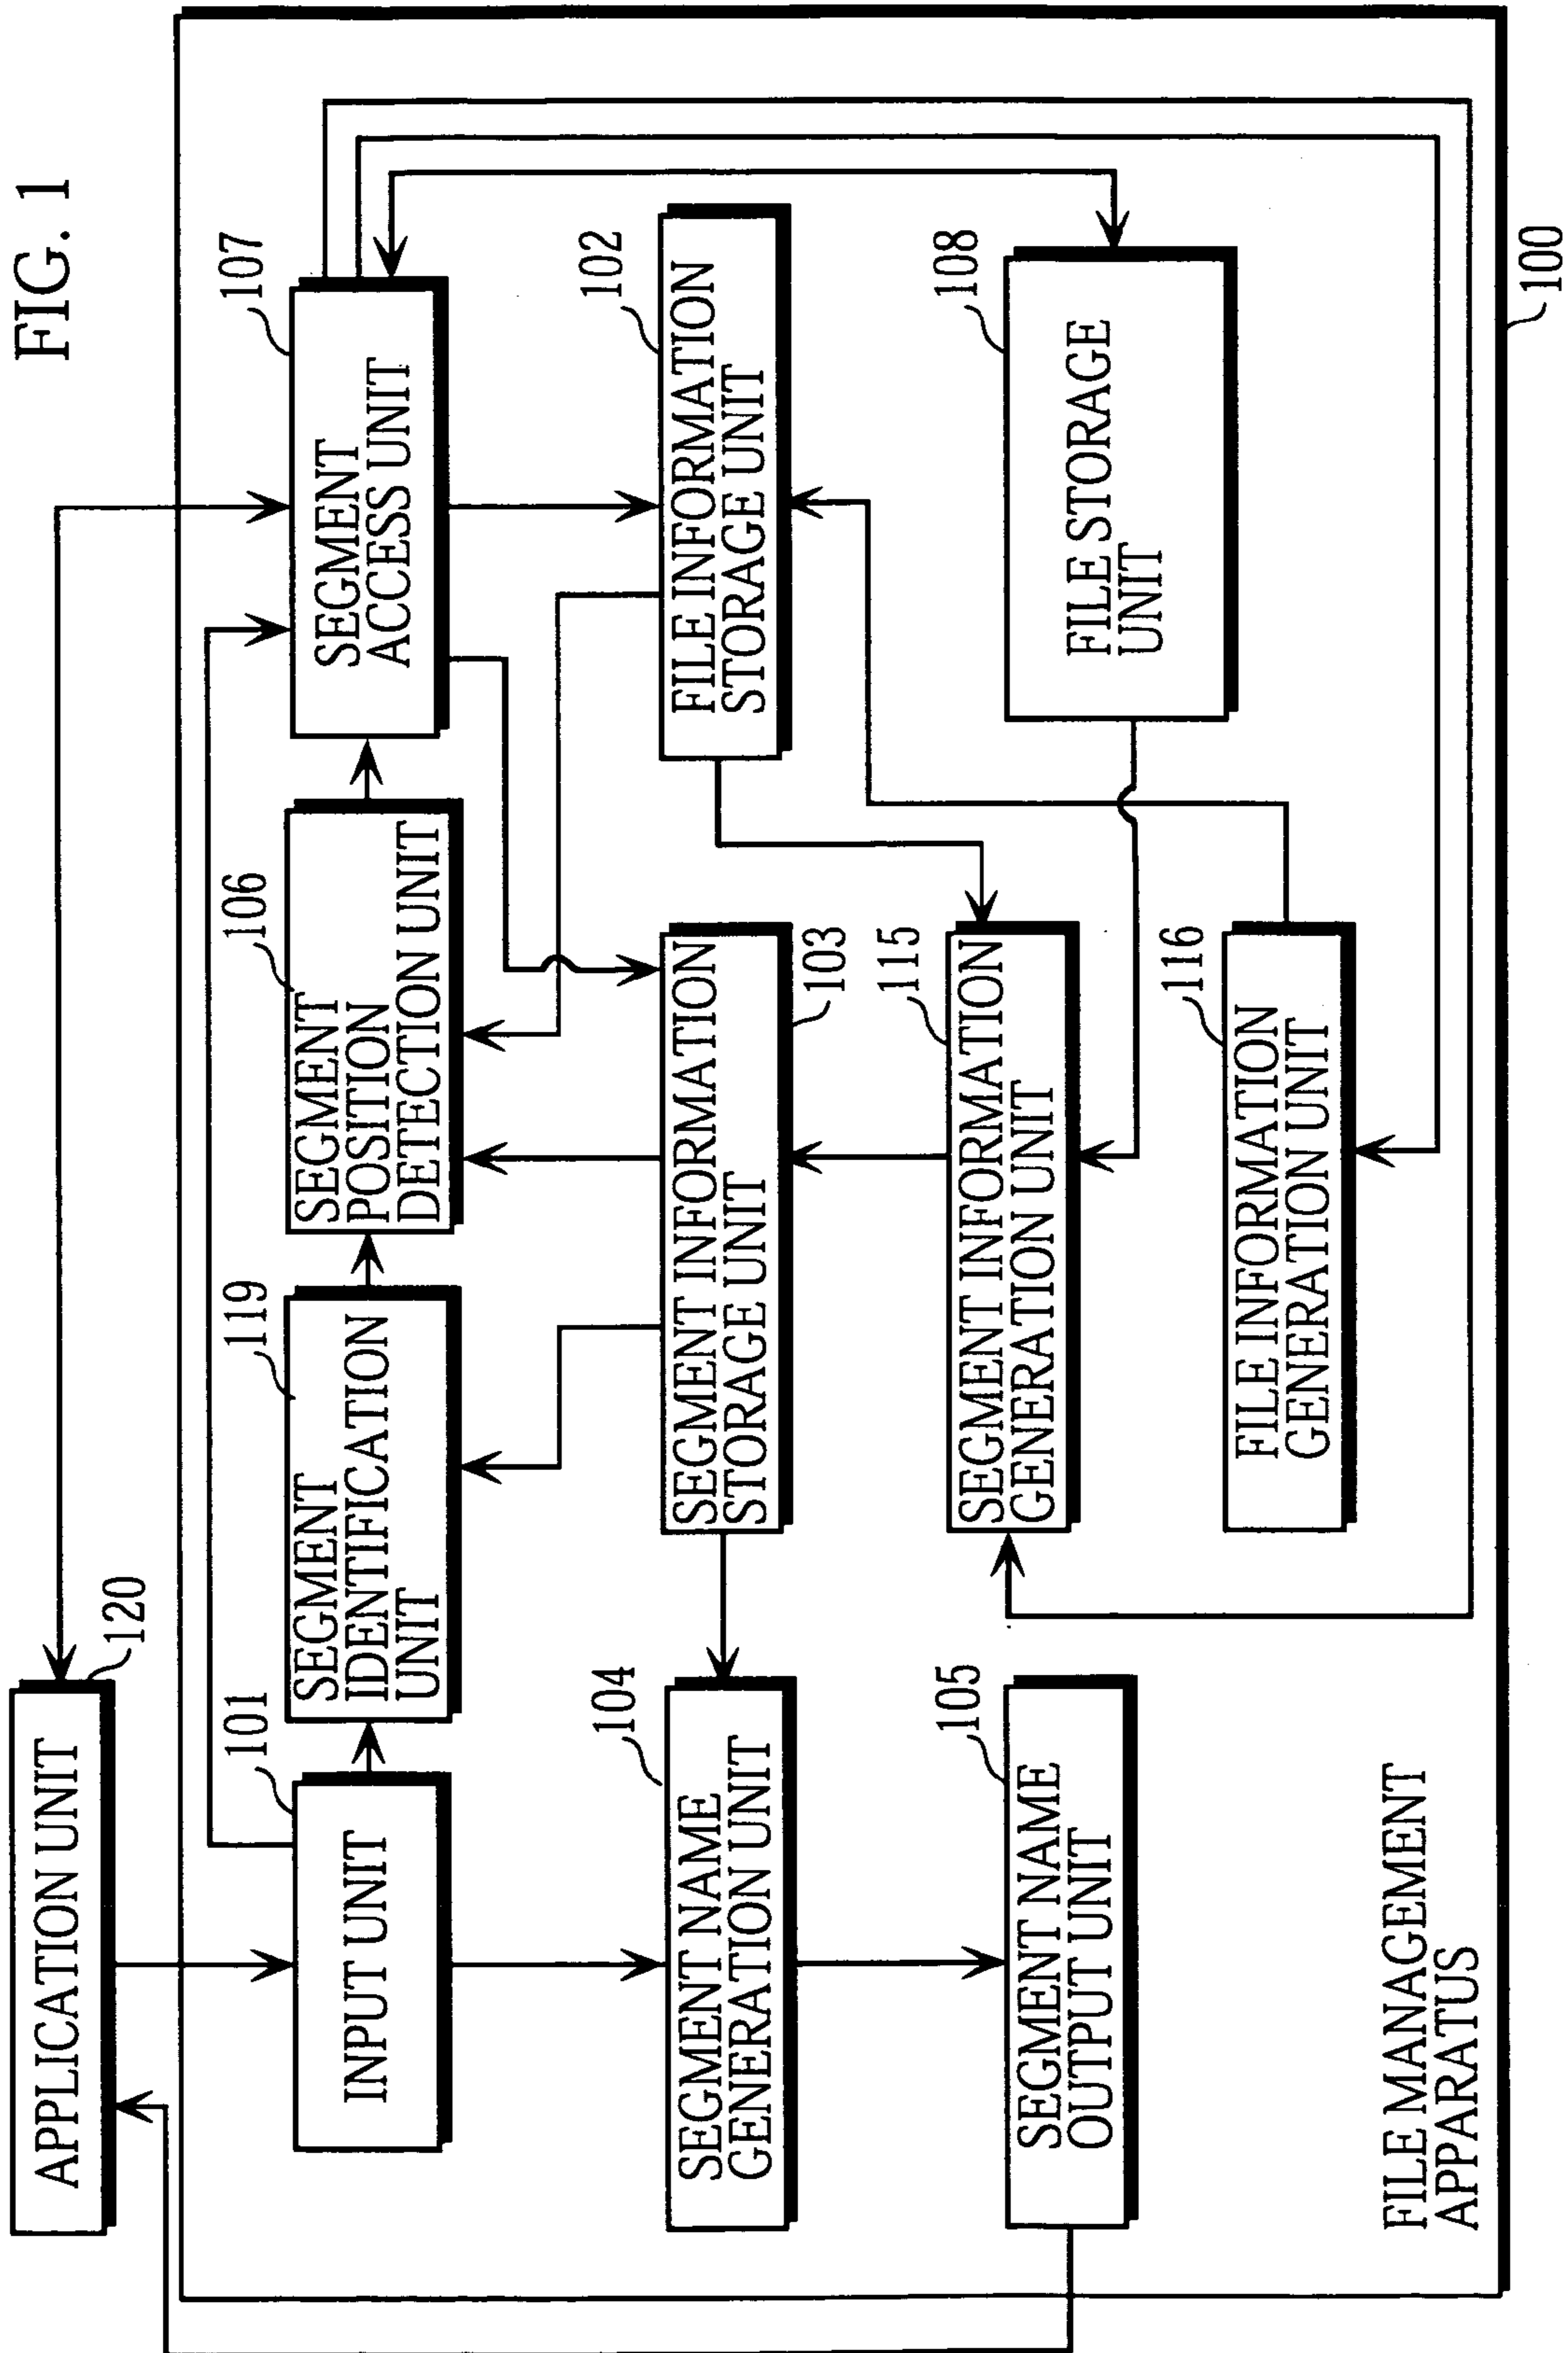 FIG. 1
APPLICATION UNIT
120
INPUT UNIT
101
SEGMENT
IDENTIFICATION
UNIT
119
SEGMENT
POSITION
DETECTION UNIT
106
SEGMENT
ACCESS UNIT
107
SEGMENT NAME
GENERATION UNIT
104
SEGMENT INFORMATION
STORAGE UNIT
103
FILE INFORMATION
STORAGE UNIT
102
SEGMENT NAME
OUTPUT UNIT
105
SEGMENT INFORMATION
GENERATION UNIT
115
FILE STORAGE
UNIT
108
FILE INFORMATION
GENERATION UNIT
116
FILE MANAGEMENT
APPARATUS
100